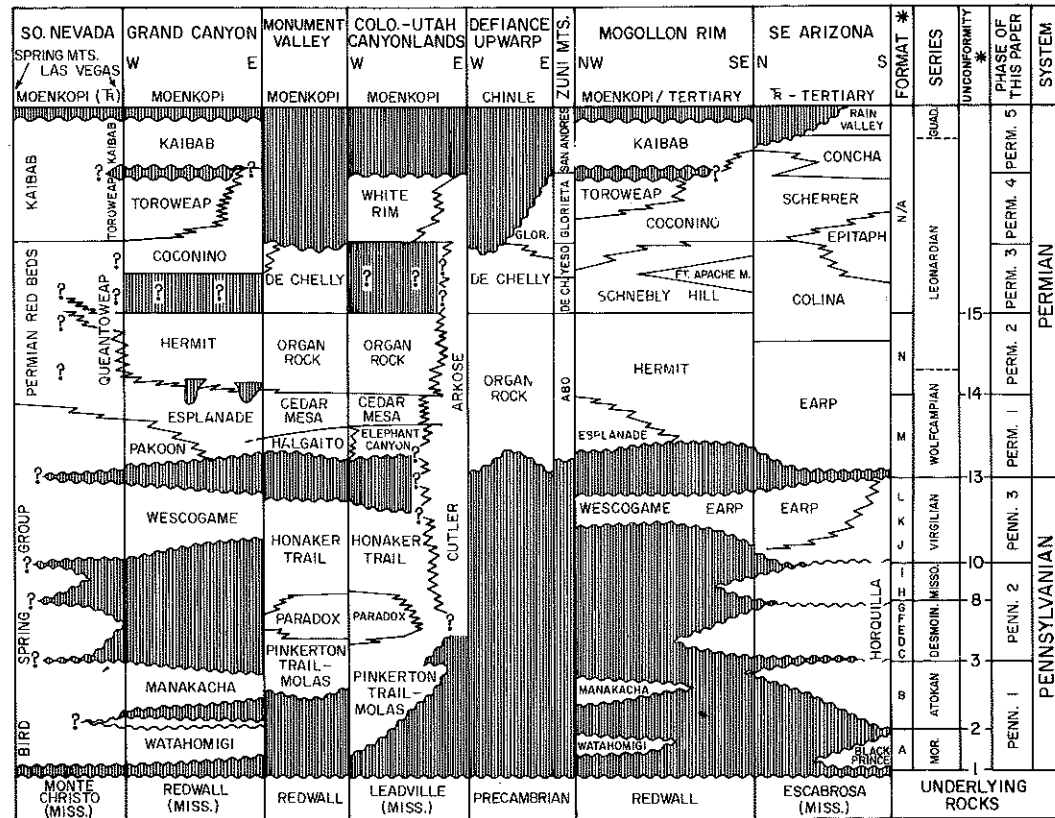 SO. NEVADA
SPRING MTS.
LAS VEGAS
MOENKOPI (TR)
GRAND CANYON
W E
MOENKOPI
MONUMENT
VALLEY
MOENKOPI
COLO.-UTAH
CANYONLANDS
W E
MOENKOPI
DEFIANCE
UPWARP
W E
CHINLE
ZUNI MTS.
MOGOLLON RIM
NW SE
MOENKOPI/TERTIARY
SE ARIZONA
N S
TR - TERTIARY
FORMAT *
SERIES
UNCONFORMITY *
PHASE OF
THIS PAPER
SYSTEM
KAIBAB
KAIBAB
TOROWEAP
?
?
?
PERMIAN RED BEDS
QUEANTOWEAP
?
?
?
?
?
?
?
?
BIRD SPRING GROUP
?
MONTE
CHRISTO
(MISS.)
KAIBAB
TOROWEAP
COCONINO
? ?
HERMIT
ESPLANADE
PAKOON
WESCOGAME
MANAKACHA
WATAHOMIGI
REDWALL
(MISS.)
DE CHELLY
ORGAN
ROCK
CEDAR
MESA
HALGAITO
HONAKER
TRAIL
PARADOX
PINKERTON
TRAIL-
MOLAS
REDWALL
WHITE
RIM
? ?
?
?
ORGAN
ROCK
CEDAR
MESA
ELEPHANT
CANYON
?
?
?
HONAKER
TRAIL
PARADOX
?
PINKERTON
TRAIL-
MOLAS
CUTLER ARKOSE
LEADVILLE
(MISS.)
GLOR.
DE CHELLY
ORGAN
ROCK
PRECAMBRIAN
SAN ANDRES
GLORIETA
YESO
DE CH.
ABO
KAIBAB
?
TOROWEAP
COCONINO
FT. APACHE M.
SCHNEBLY HILL
HERMIT
ESPLANADE
WESCOGAME EARP
MANAKACHA
WATAHOMIGI
REDWALL
RAIN
VALLEY
CONCHA
SCHERRER
EPITAPH
COLINA
EARP
EARP
HORQUILLA
BLACK
PRINCE
ESCABROSA
(MISS.)
N/A
N
M
L
K
J
I
H
G
F
E
D
C
B
A
GUAD.
LEONARDIAN
WOLFCAMPIAN
VIRGILIAN
MISSO.
DESMOIN.
ATOKAN
MOR.
15
14
13
10
8
3
2
1
PERM. 5
PERM. 4
PERM. 3
PERM. 2
PERM. 1
PENN. 3
PENN. 2
PENN. 1
PERMIAN
PENNSYLVANIAN
UNDERLYING
ROCKS